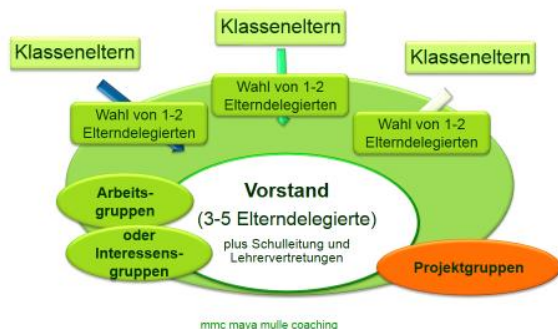 Klasseneltern
Klasseneltern
Klasseneltern
Wahl von 1-2
Elterndelegierten
Wahl von 1-2
Elterndelegierten
Wahl von 1-2
Elterndelegierten
Arbeits-
gruppen
oder
Interessens-
gruppen
Vorstand
(3-5 Elterndelegierte)
plus Schulleitung und
Lehrervertretungen
Projektgruppen
mmc maya mulle coaching